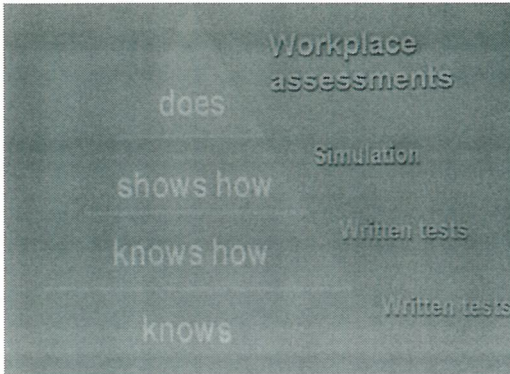 Workplace
assessments
does
Simulation
shows how
Written tests
knows how
Written tests
knows